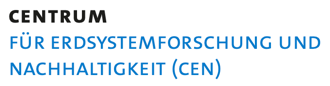 CENTRUM
FÜR ERDSYSTEMFORSCHUNG UND
NACHHALTIGKEIT (CEN)